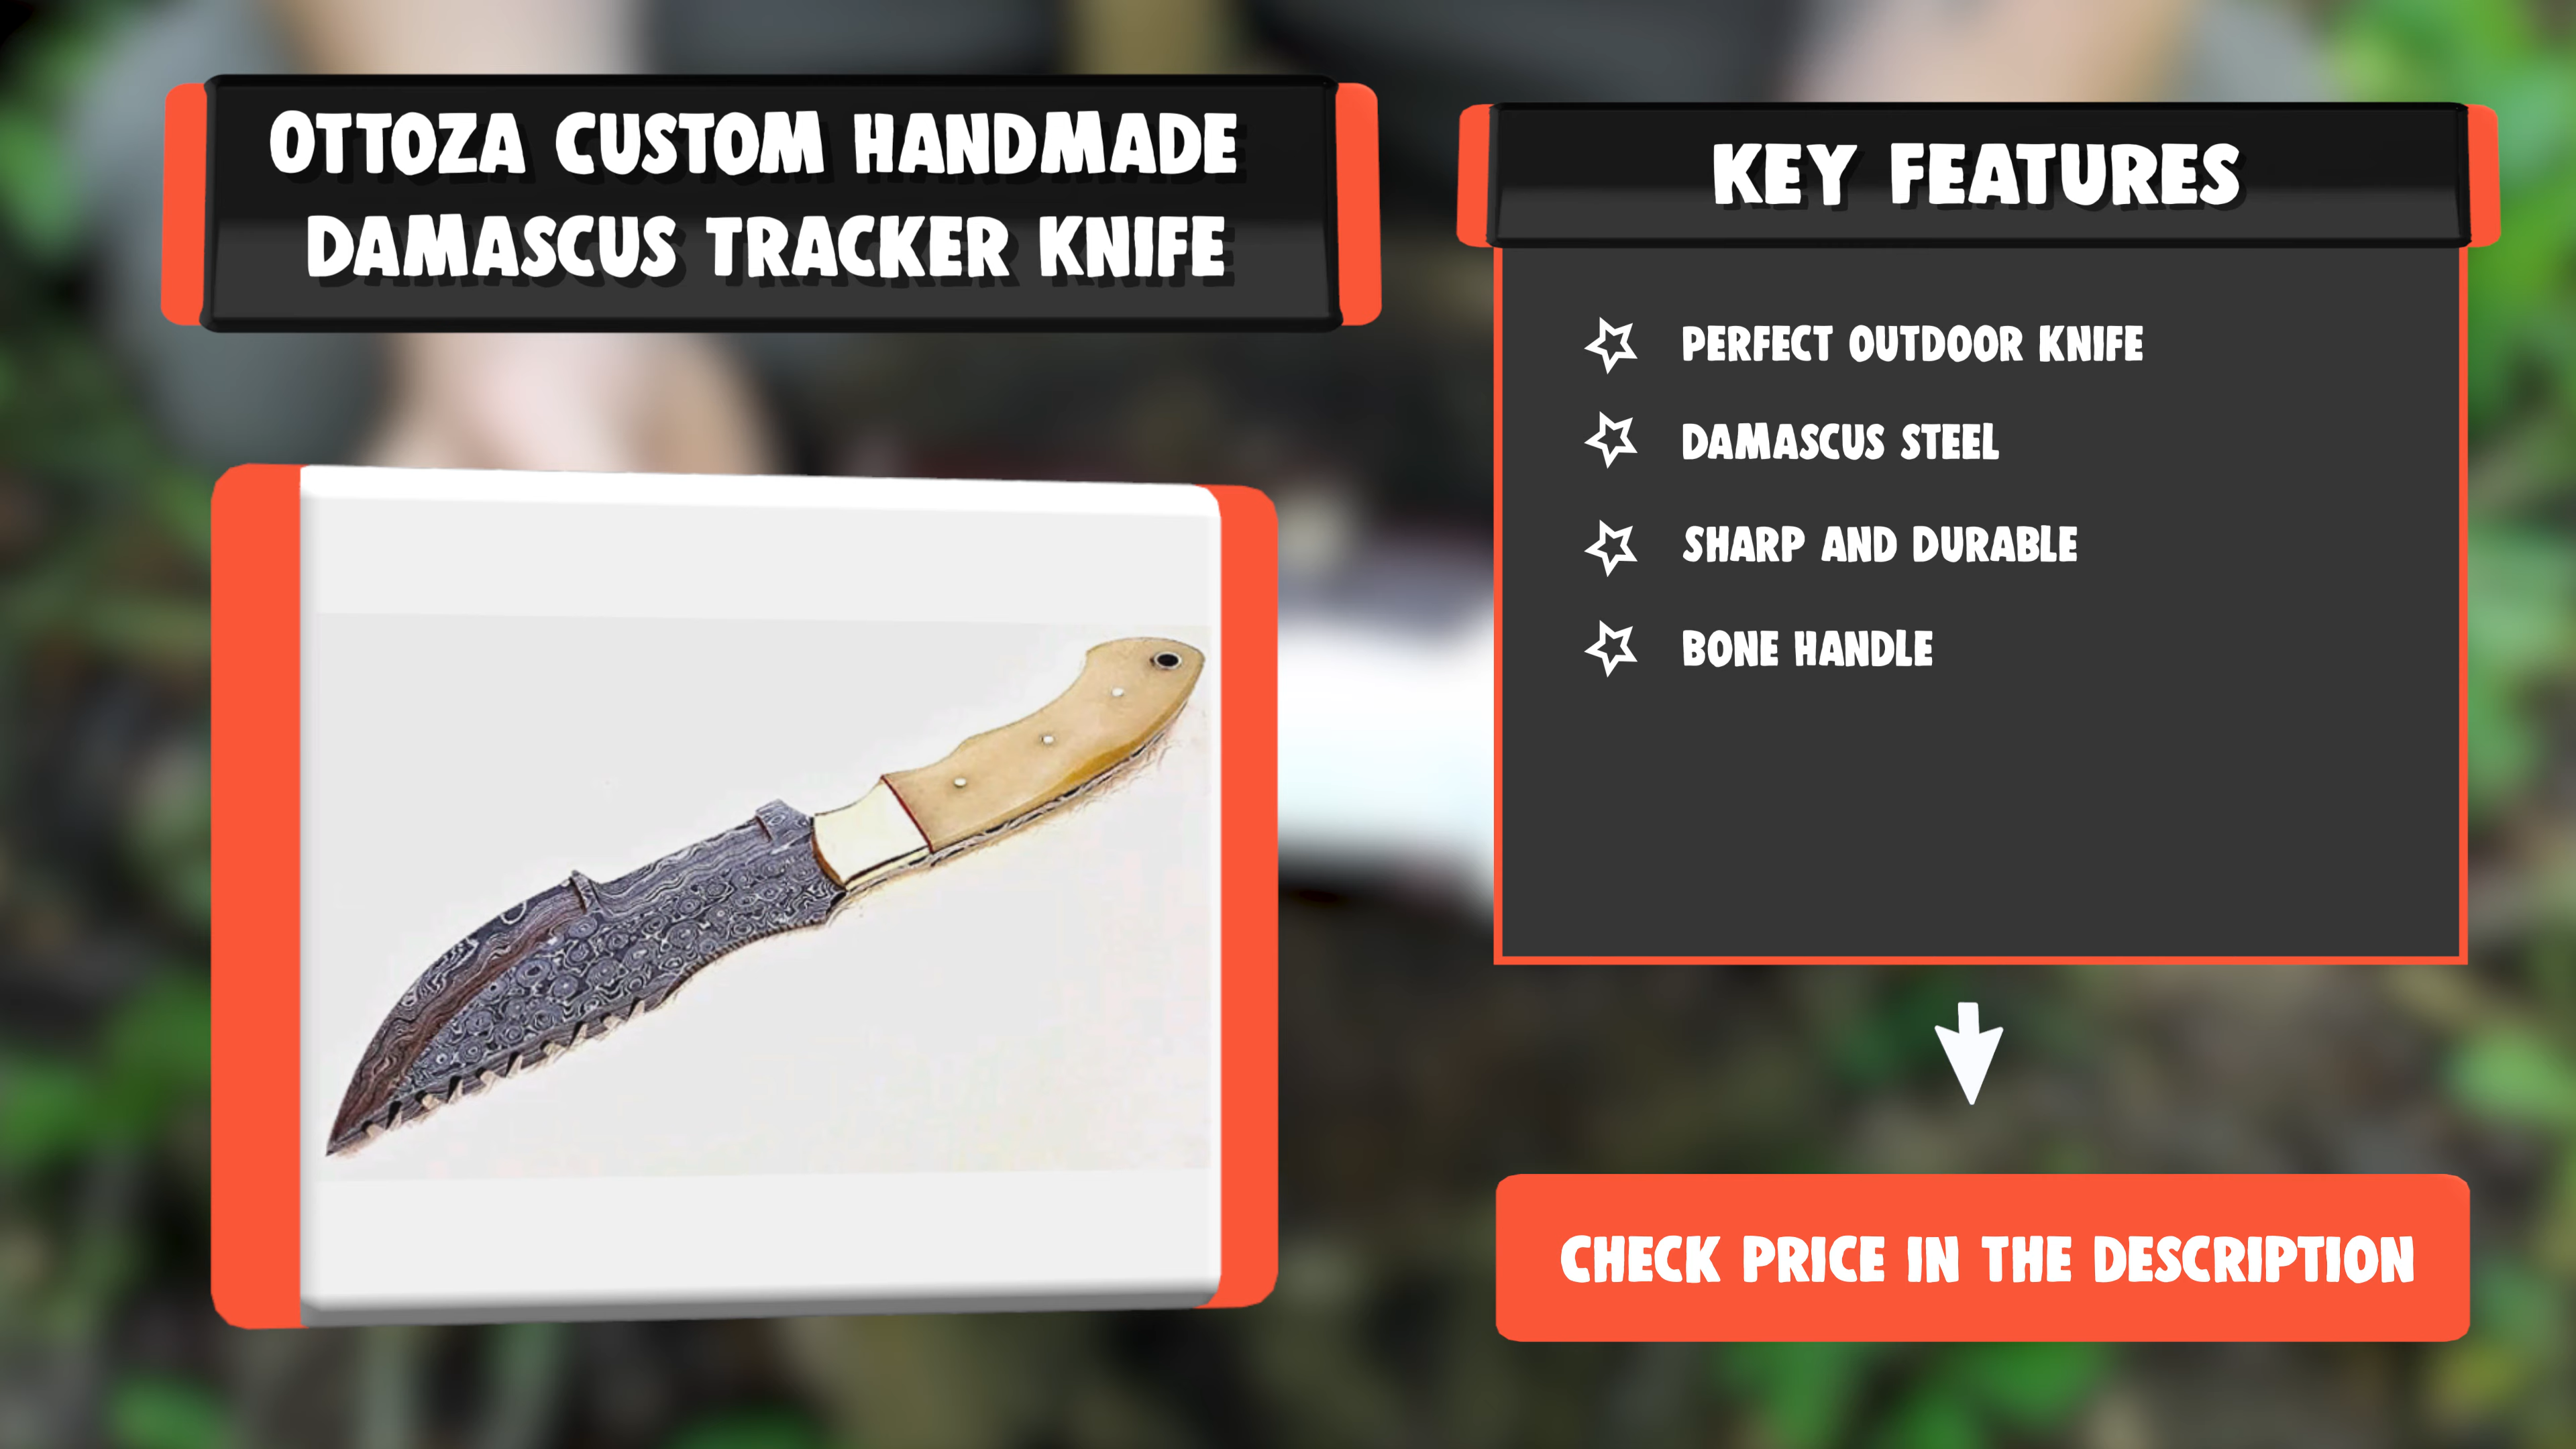 OTTOZA CUSTOM HANDMADE
DAMASCUS TRACKER KNIFE
KEY FEATURES
PERFECT OUTDOOR KNIFE
DAMASCUS STEEL
SHARP AND DURABLE
BONE HANDLE
CHECK PRICE IN THE DESCRIPTION